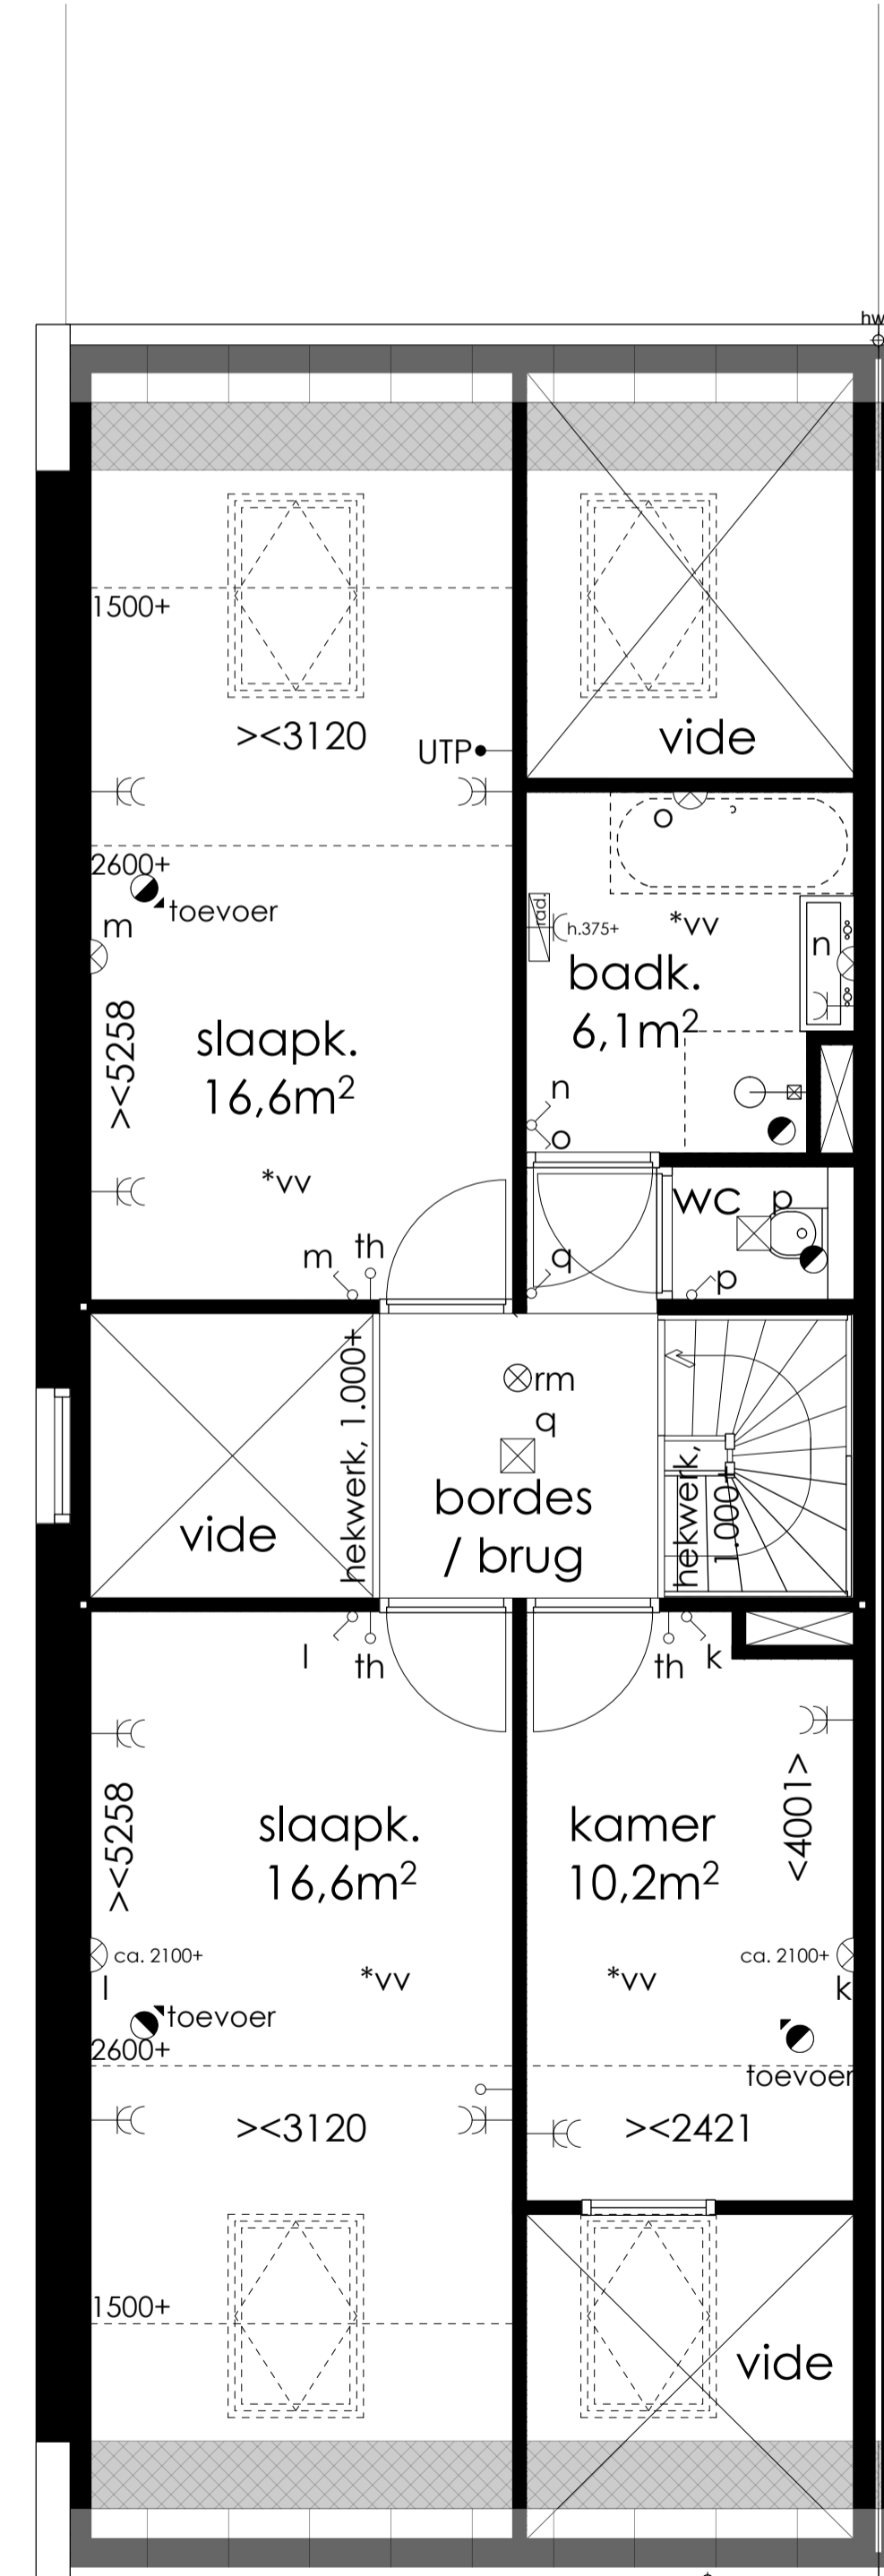 hw
1500+
><3120
UTP
vide
2600+
toevoer
m
o
rad.
h.375+
*vv
n
badk.
6,1m²
><5258
slaapk.
16,6m²
*vv
n
o
wc p
m th
q
p
hekwerk, 1.000+
rm
q
bordes
/ brug
vide
hekwerk,
1.000+
l th
th k
><5258
slaapk.
16,6m²
kamer
10,2m²
<4001>
ca. 2100+
l
*vv
*vv
ca. 2100+
k
toevoer
2600+
toevoer
><3120
><2421
1500+
vide